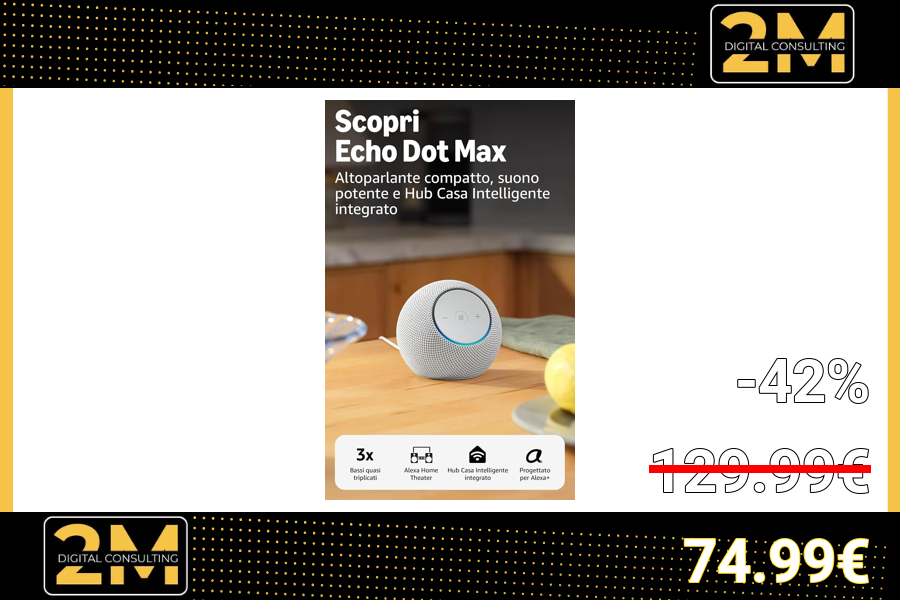 2M
DIGITAL CONSULTING
Scopri
Echo Dot Max
Altoparlante compatto, suono
potente e Hub Casa Intelligente
integrato
3x
Bassi quasi
triplicati
Alexa Home
Theater
Hub Casa Intelligente
integrato
Progettato
per Alexa+
-42%
129.99€
2M
DIGITAL CONSULTING
74.99€